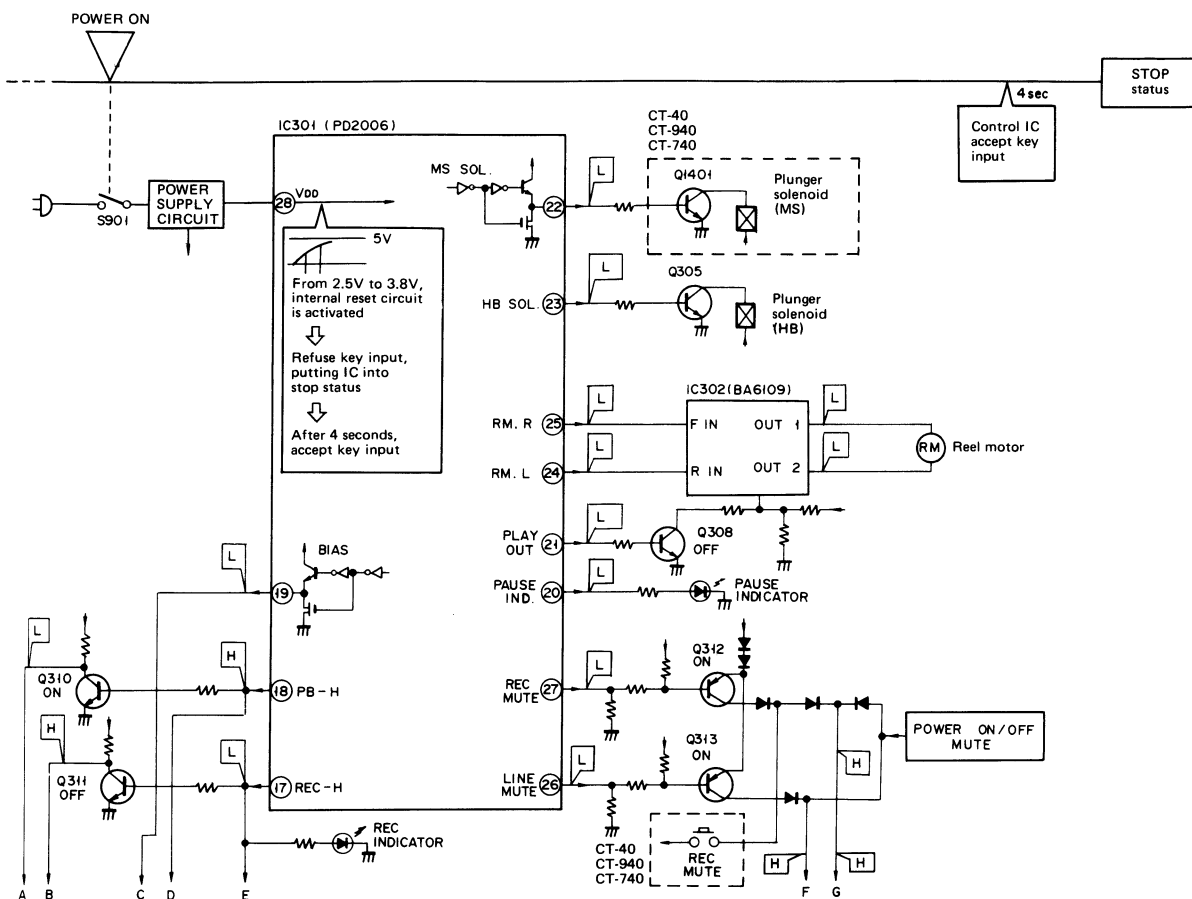 POWER ON
STOP
status
4 sec
Control IC
accept key
input
IC301 (PD2006)
CT-40
CT-940
CT-740
MS SOL.
Q1401
Plunger
solenoid
(MS)
L
22
S901
POWER
SUPPLY
CIRCUIT
28
VDD
5V
From 2.5V to 3.8V,
internal reset circuit
is activated
Refuse key input,
putting IC into
stop status
After 4 seconds,
accept key input
HB SOL.
23
L
Q305
Plunger
solenoid
(HB)
IC302 (BA6109)
RM. R
25
L
F IN
OUT 1
L
RM. L
24
L
R IN
OUT 2
L
RM
Reel motor
PLAY
OUT
21
L
Q308
OFF
PAUSE
IND.
20
L
PAUSE
INDICATOR
L
19
BIAS
L
Q310
ON
H
18
PB-H
H
Q311
OFF
L
17
REC-H
REC
INDICATOR
REC
MUTE
27
L
Q312
ON
POWER ON/OFF
MUTE
H
LINE
MUTE
26
L
Q313
ON
CT-40
CT-940
CT-740
REC
MUTE
H
H
A
B
C
D
E
F
G